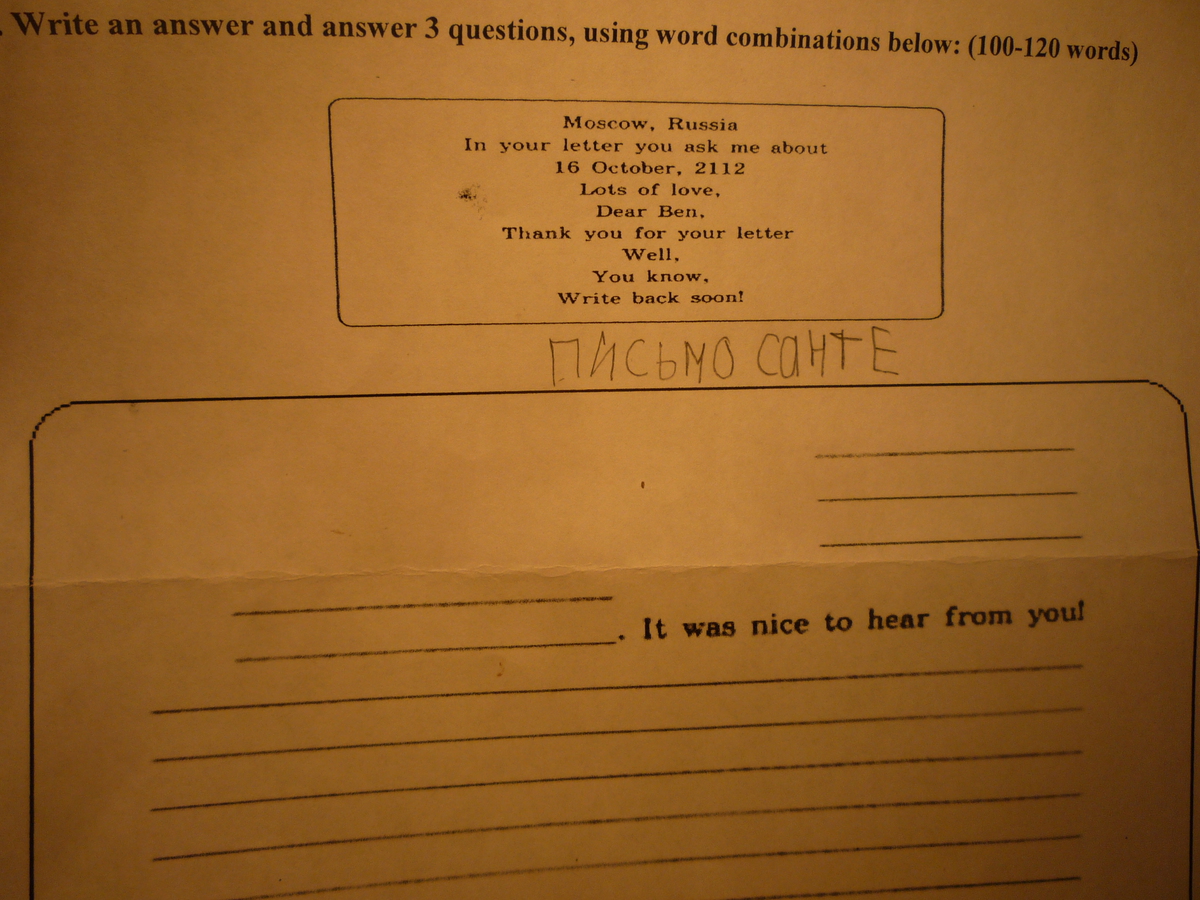 . Write an answer and answer 3 questions, using word combinations below: (100-120 words)
Moscow, Russia
In your letter you ask me about
16 October, 2112
Lots of love,
Dear Ben,
Thank you for your letter
Well,
You know,
Write back soon!
ПИСЬМО САНТЕ
. It was nice to hear from you!